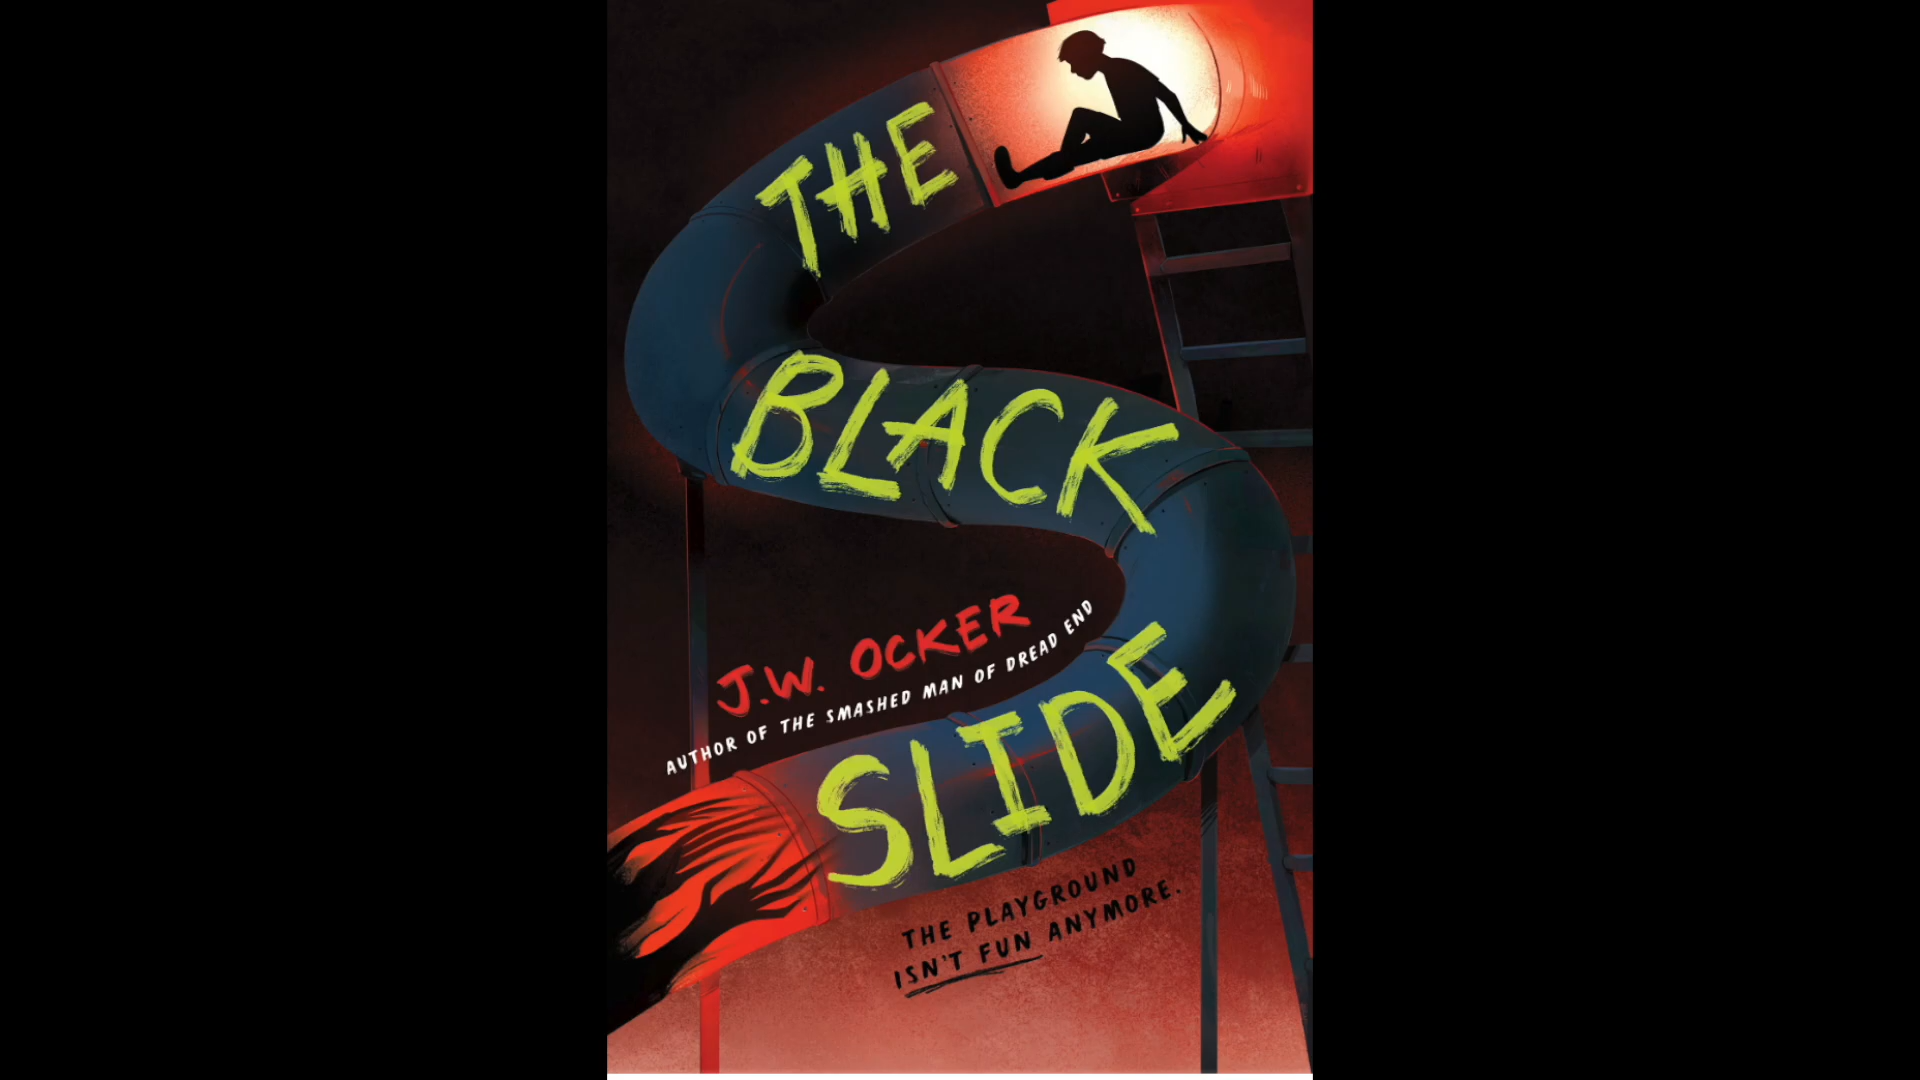 THE
BLACK
J.W. OCKER
AUTHOR OF THE SMASHED MAN OF DREAD END
SLIDE
THE PLAYGROUND
ISN'T FUN ANYMORE.